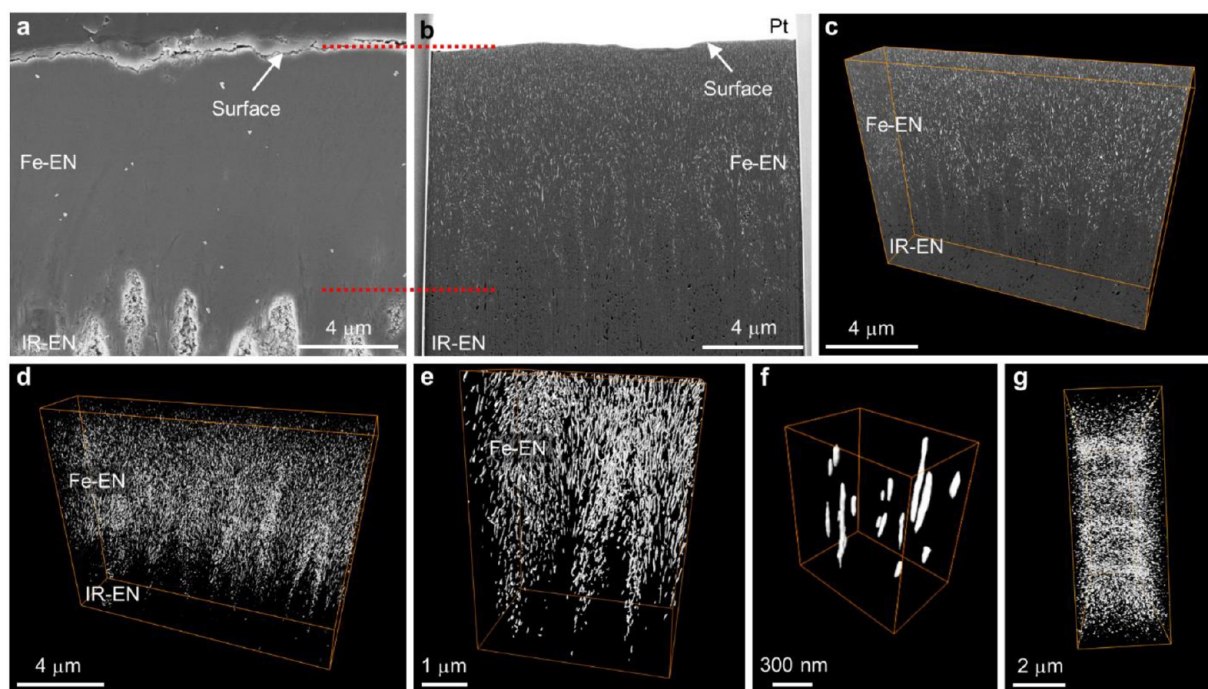 a
Surface
Fe-EN
IR-EN
4 μm
b
Pt
Surface
Fe-EN
IR-EN
4 μm
c
Fe-EN
IR-EN
4 μm
d
Fe-EN
IR-EN
4 μm
e
Fe-EN
1 μm
f
300 nm
g
2 μm